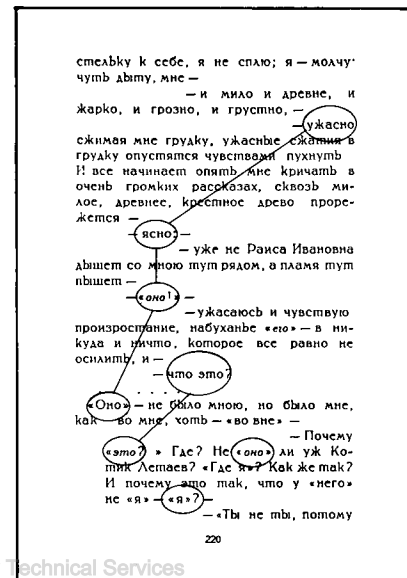 стелькy к себе, я не сплю; я — молчу·
чуть дышу, мне —
— и мило и древне, и
жарко, и грозно, и грустно, —
— ужасно
сжимая мне грудку, ужасные сжатия в
грудку опустятся чувствами пухнуть
И все начинает опять мне кричать в
очень громких рассказах, сквозь ми-
лое, древнее, крестное древо проре-
жется —
— ясно: —
— уже не Раиса Ивановна
дышет со мною тут рядом, а пламя тут
пышет —
— «оно!» —
— ужасаюсь и чувствую
произростание, набуханье «его» — в ни-
куда и ничто, которое все равно не
осилить, и —
— что это?
. . . . . . .
«Оно» — не было мною, но было мне,
как во мне, хоть — «во вне» —
— Почему
«это? » Где? Не «оно» ли уж Ко-
тик Летаев? «Где я»? Как же так?
И почему это так, что у «него»
не «я» — «я»?
— «Ты не ты, потому
220
Technical Services